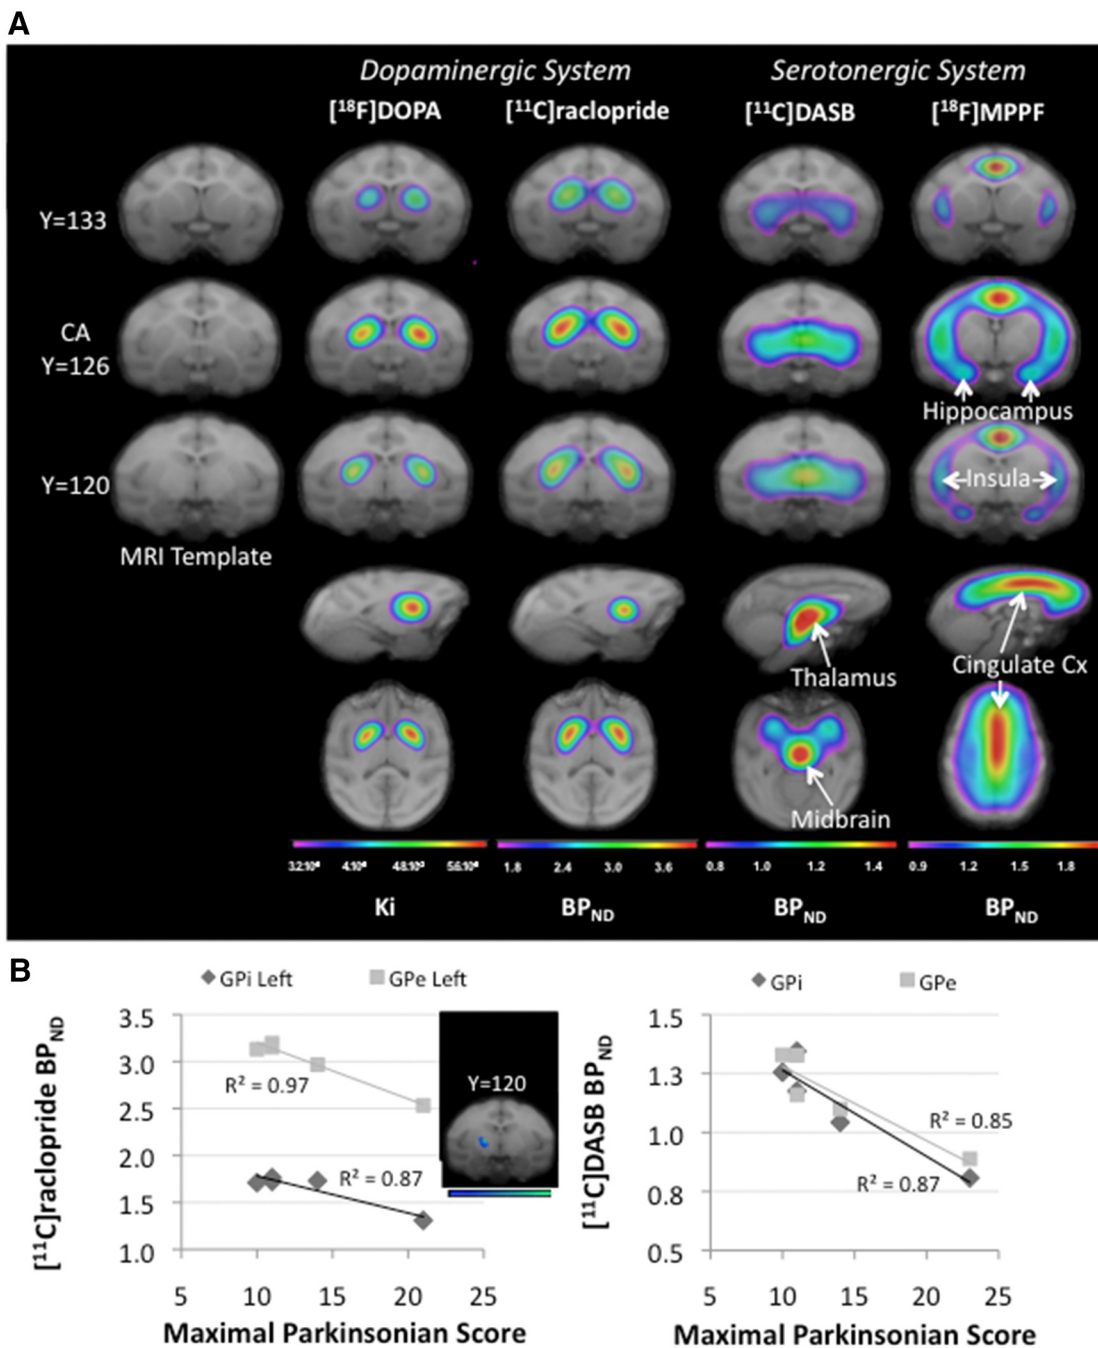 A
Dopaminergic System
Serotonergic System
[¹⁸F]DOPA
[¹¹C]raclopride
[¹¹C]DASB
[¹⁸F]MPPF
Y=133
CA
Y=126
Hippocampus
Y=120
Insula
MRI Template
Thalamus
Cingulate Cx
Midbrain
1.8 2.4 3.0 3.6
0.8 1.0 1.2 1.4
0.9 1.2 1.5 1.8
Ki
BP_ND
BP_ND
BP_ND
B
GPi Left
GPe Left
[¹¹C]raclopride BP_ND
3.5
3.0
2.5
2.0
1.5
1.0
R² = 0.97
R² = 0.87
Y=120
5 10 15 20 25
Maximal Parkinsonian Score
GPi
GPe
[¹¹C]DASB BP_ND
1.5
1.3
1.0
0.8
0.5
R² = 0.85
R² = 0.87
5 10 15 20 25
Maximal Parkinsonian Score